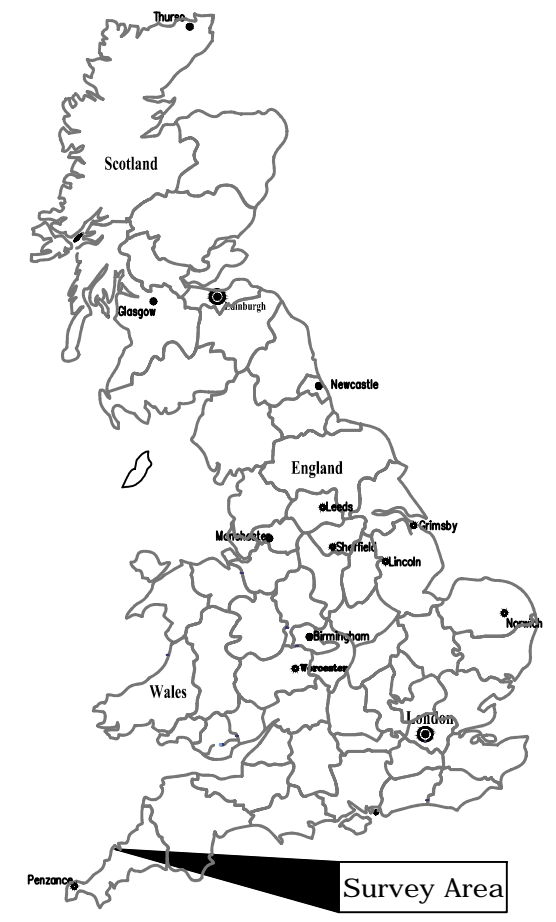 Thurso
Scotland
Edinburgh
Glasgow
Newcastle
England
Leeds
Grimsby
Manchester
Sheffield
Lincoln
Norwich
Birmingham
Worcester
Wales
London
Penzance
Survey Area